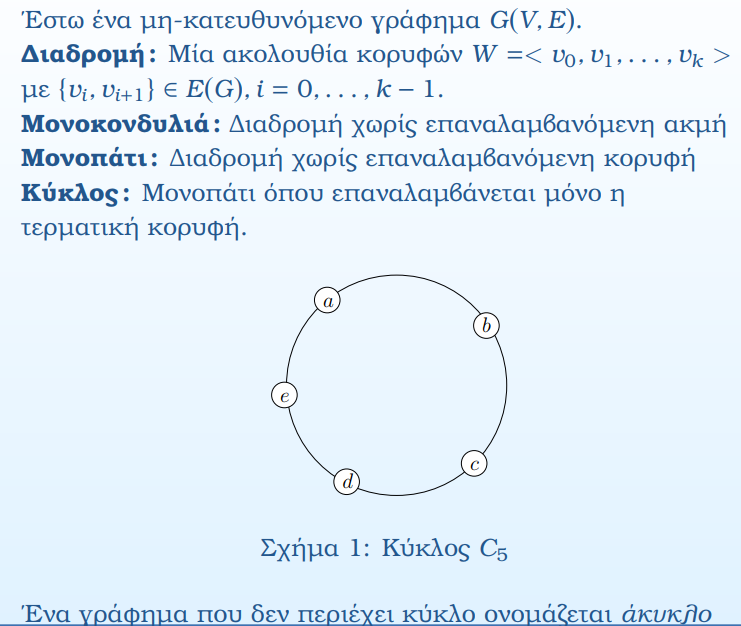 Έστω ένα μη-κατευθυνόμενο γράφημα G(V, E).
Διαδρομή: Μία ακολουθία κορυφών W =< v₀, v₁, . . . , vₖ >
με {vᵢ, vᵢ₊₁} ∈ E(G), i = 0, . . . , k − 1.
Μονοκονδυλιά: Διαδρομή χωρίς επαναλαμβανόμενη ακμή
Μονοπάτι: Διαδρομή χωρίς επαναλαμβανόμενη κορυφή
Κύκλος: Μονοπάτι όπου επαναλαμβάνεται μόνο η
τερματική κορυφή.
a
b
e
c
d
Σχήμα 1: Κύκλος C₅
Ένα γράφημα που δεν περιέχει κύκλο ονομάζεται άκυκλο